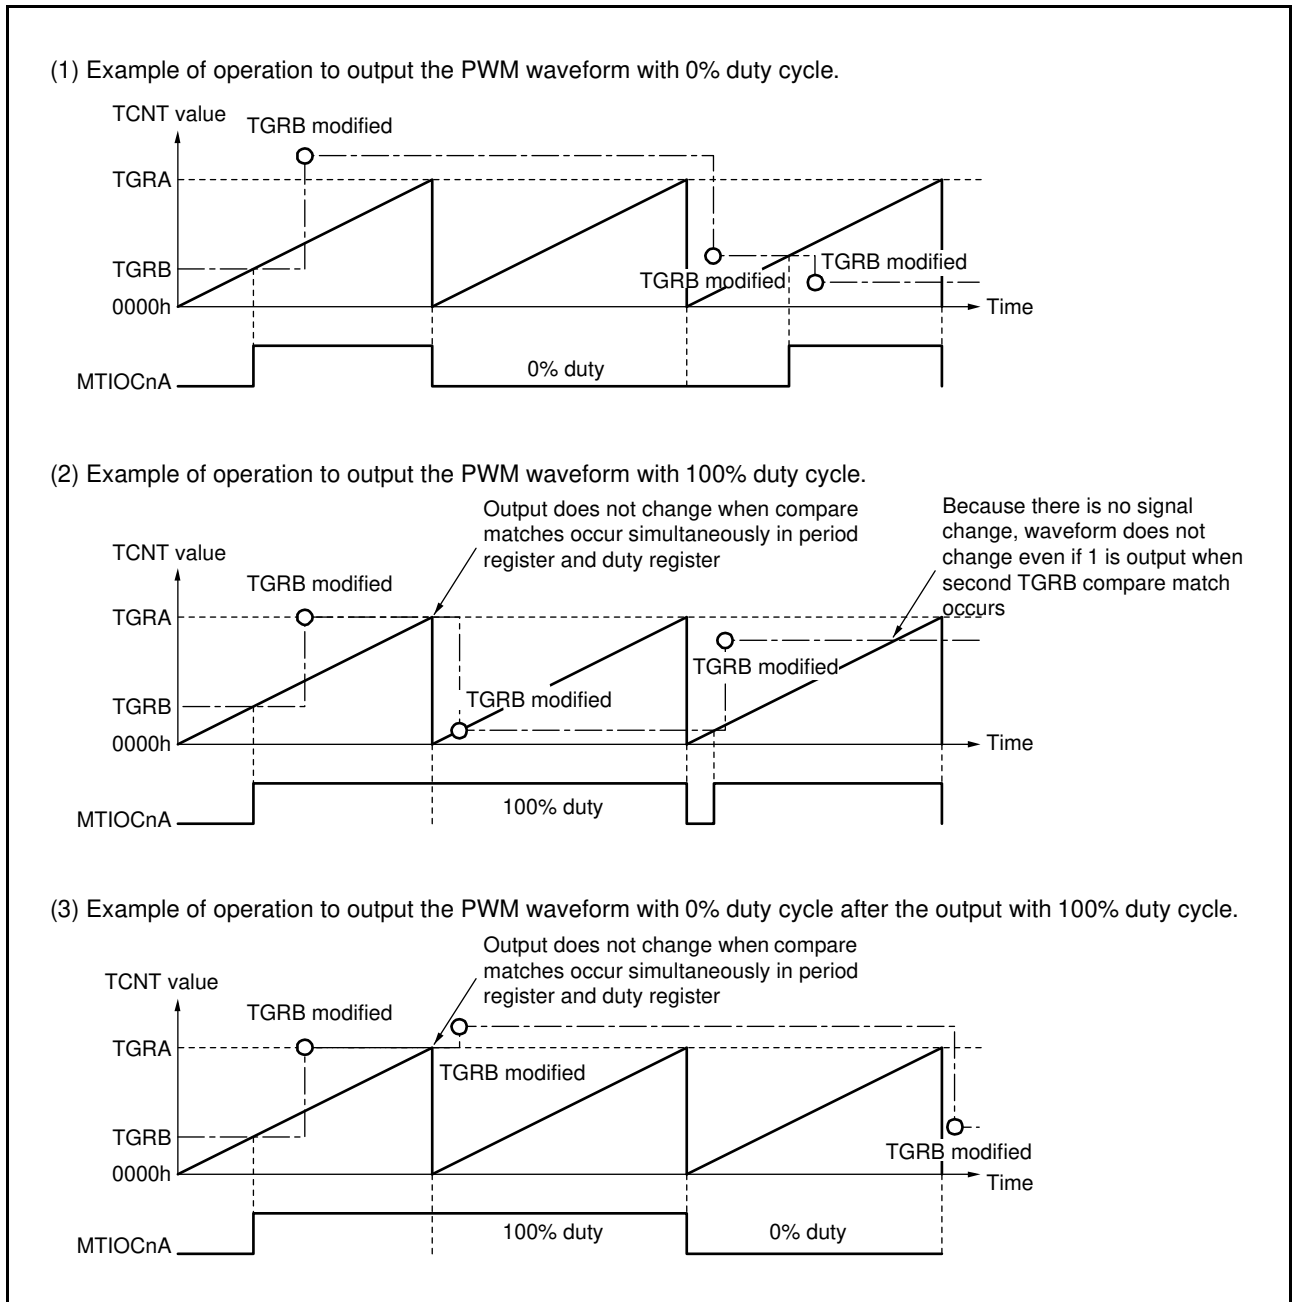 (1) Example of operation to output the PWM waveform with 0% duty cycle.
TCNT value
TGRB modified
TGRA
TGRB
TGRB modified
TGRB modified
0000h
Time
0% duty
MTIOCnA
(2) Example of operation to output the PWM waveform with 100% duty cycle.
Output does not change when compare
matches occur simultaneously in period
register and duty register
Because there is no signal
change, waveform does not
change even if 1 is output when
second TGRB compare match
occurs
TCNT value
TGRB modified
TGRA
TGRB modified
TGRB modified
TGRB
0000h
Time
100% duty
MTIOCnA
(3) Example of operation to output the PWM waveform with 0% duty cycle after the output with 100% duty cycle.
Output does not change when compare
matches occur simultaneously in period
register and duty register
TCNT value
TGRB modified
TGRA
TGRB modified
TGRB
TGRB modified
0000h
Time
100% duty
0% duty
MTIOCnA